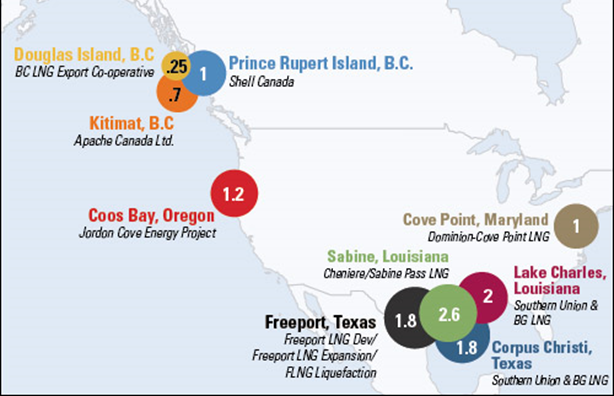 Douglas Island, B.C
BC LNG Export Co-operative
.25
1
Prince Rupert Island, B.C.
Shell Canada
.7
Kitimat, B.C
Apache Canada Ltd.
1.2
Coos Bay, Oregon
Jordon Cove Energy Project
Cove Point, Maryland
Dominion-Cove Point LNG
1
Sabine, Louisiana
Cheniere/Sabine Pass LNG
2.6
Lake Charles,
Louisiana
Southern Union &
BG LNG
2
Freeport, Texas
Freeport LNG Dev/
Freeport LNG Expansion/
FLNG Liquefaction
1.8
1.8
Corpus Christi,
Texas
Southern Union & BG LNG